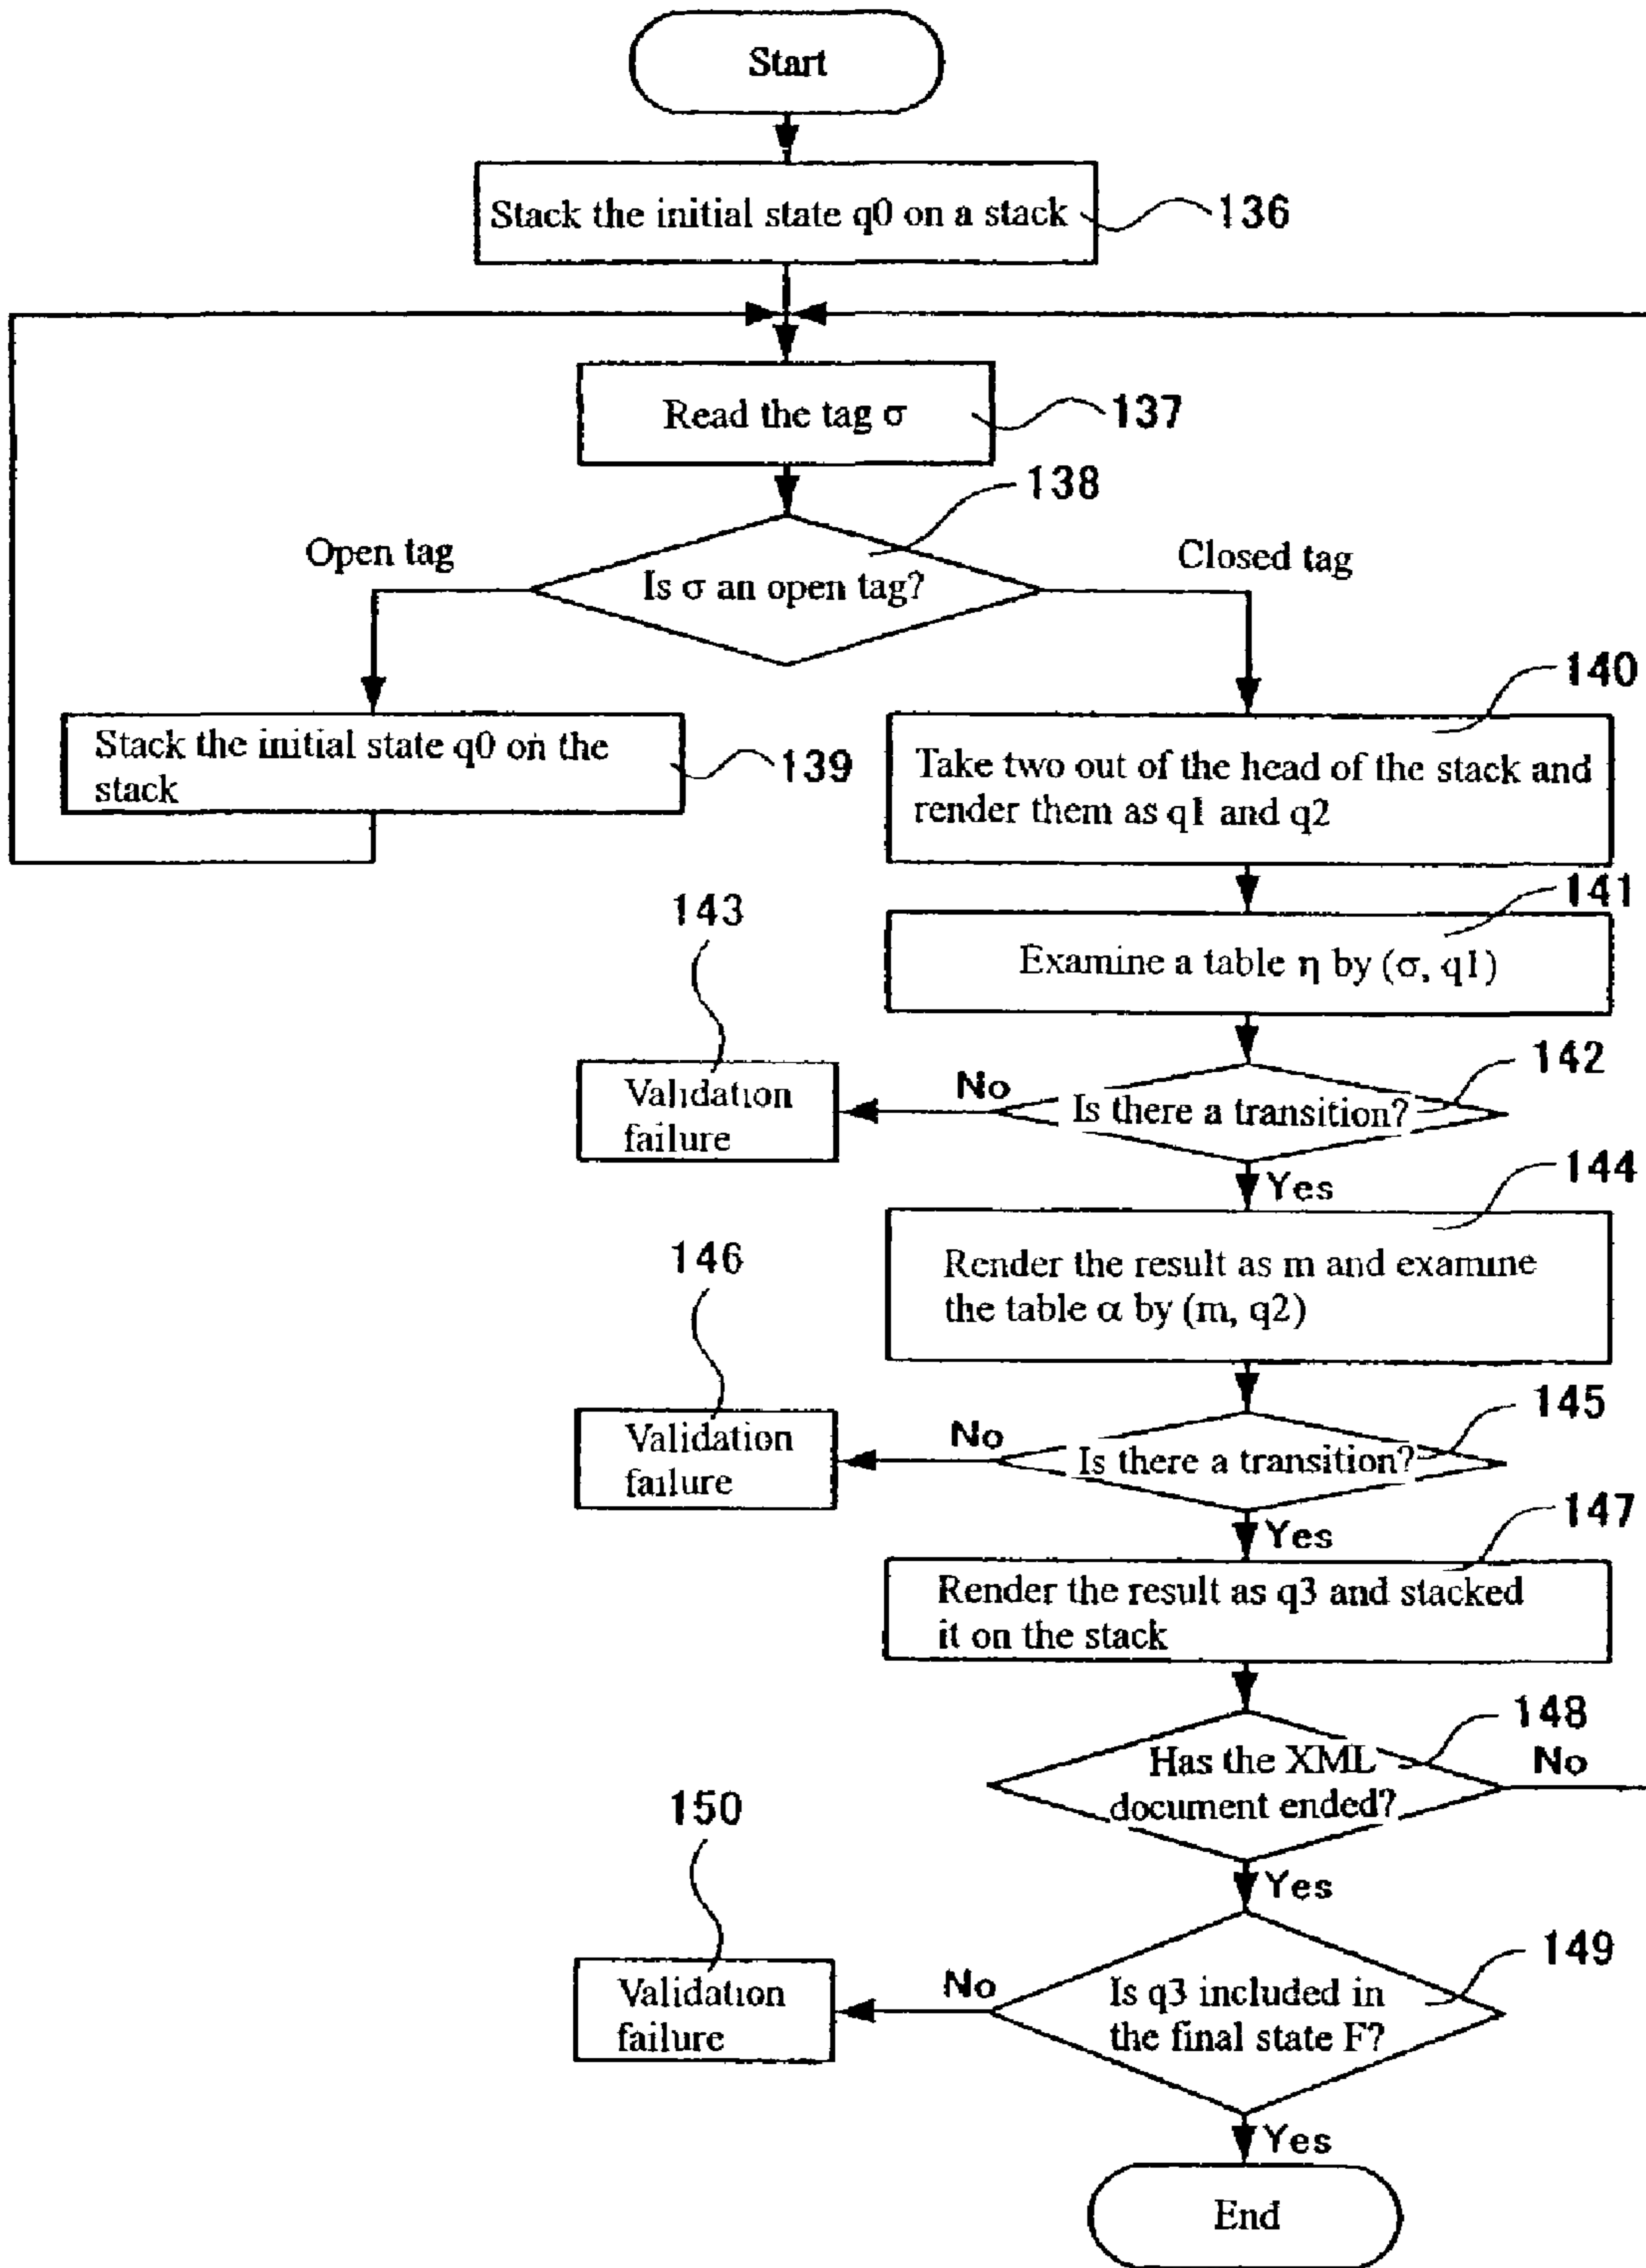 Start
Stack the initial state q0 on a stack
136
Read the tag σ
137
138
Open tag
Closed tag
Is σ an open tag?
140
Stack the initial state q0 on the
stack
139
Take two out of the head of the stack and
render them as q1 and q2
141
143
Examine a table η by (σ, q1)
142
Validation
failure
No
Is there a transition?
Yes
144
146
Render the result as m and examine
the table α by (m, q2)
145
Validation
failure
No
Is there a transition?
Yes
147
Render the result as q3 and stacked
it on the stack
148
Has the XML
document ended?
No
150
Yes
149
Validation
failure
No
Is q3 included in
the final state F?
Yes
End